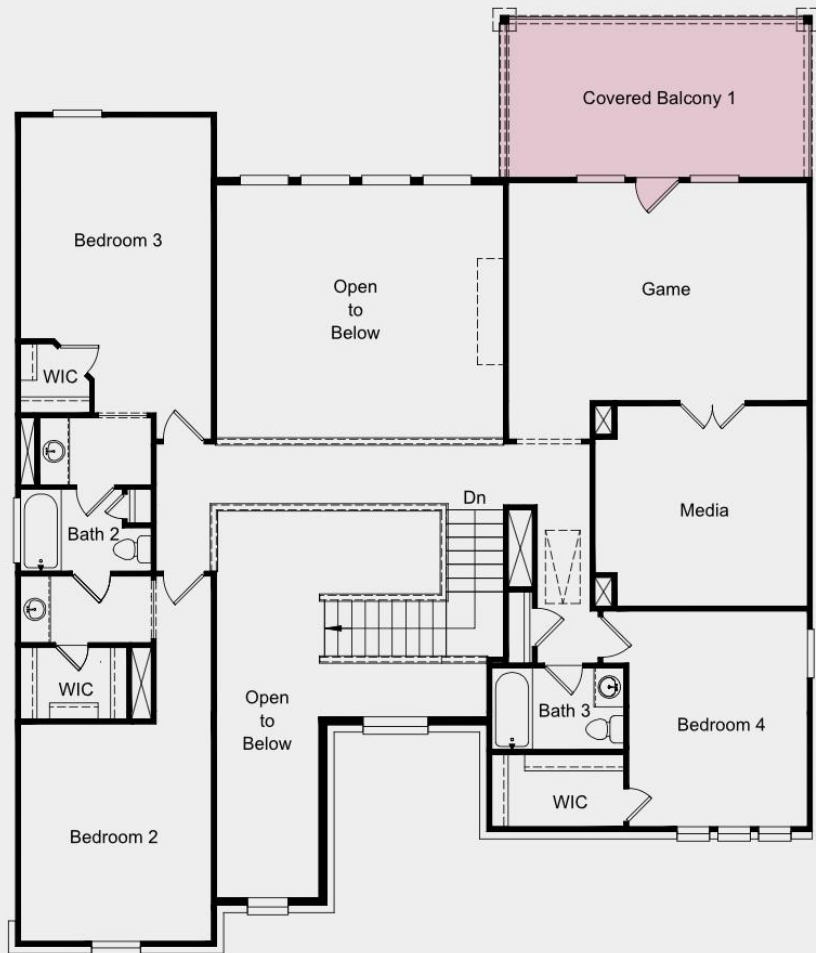 Covered Balcony 1
Bedroom 3
Open
to
Below
Game
WIC
Dn
Media
Bath 2
WIC
Open
to
Below
Bath 3
Bedroom 4
WIC
Bedroom 2